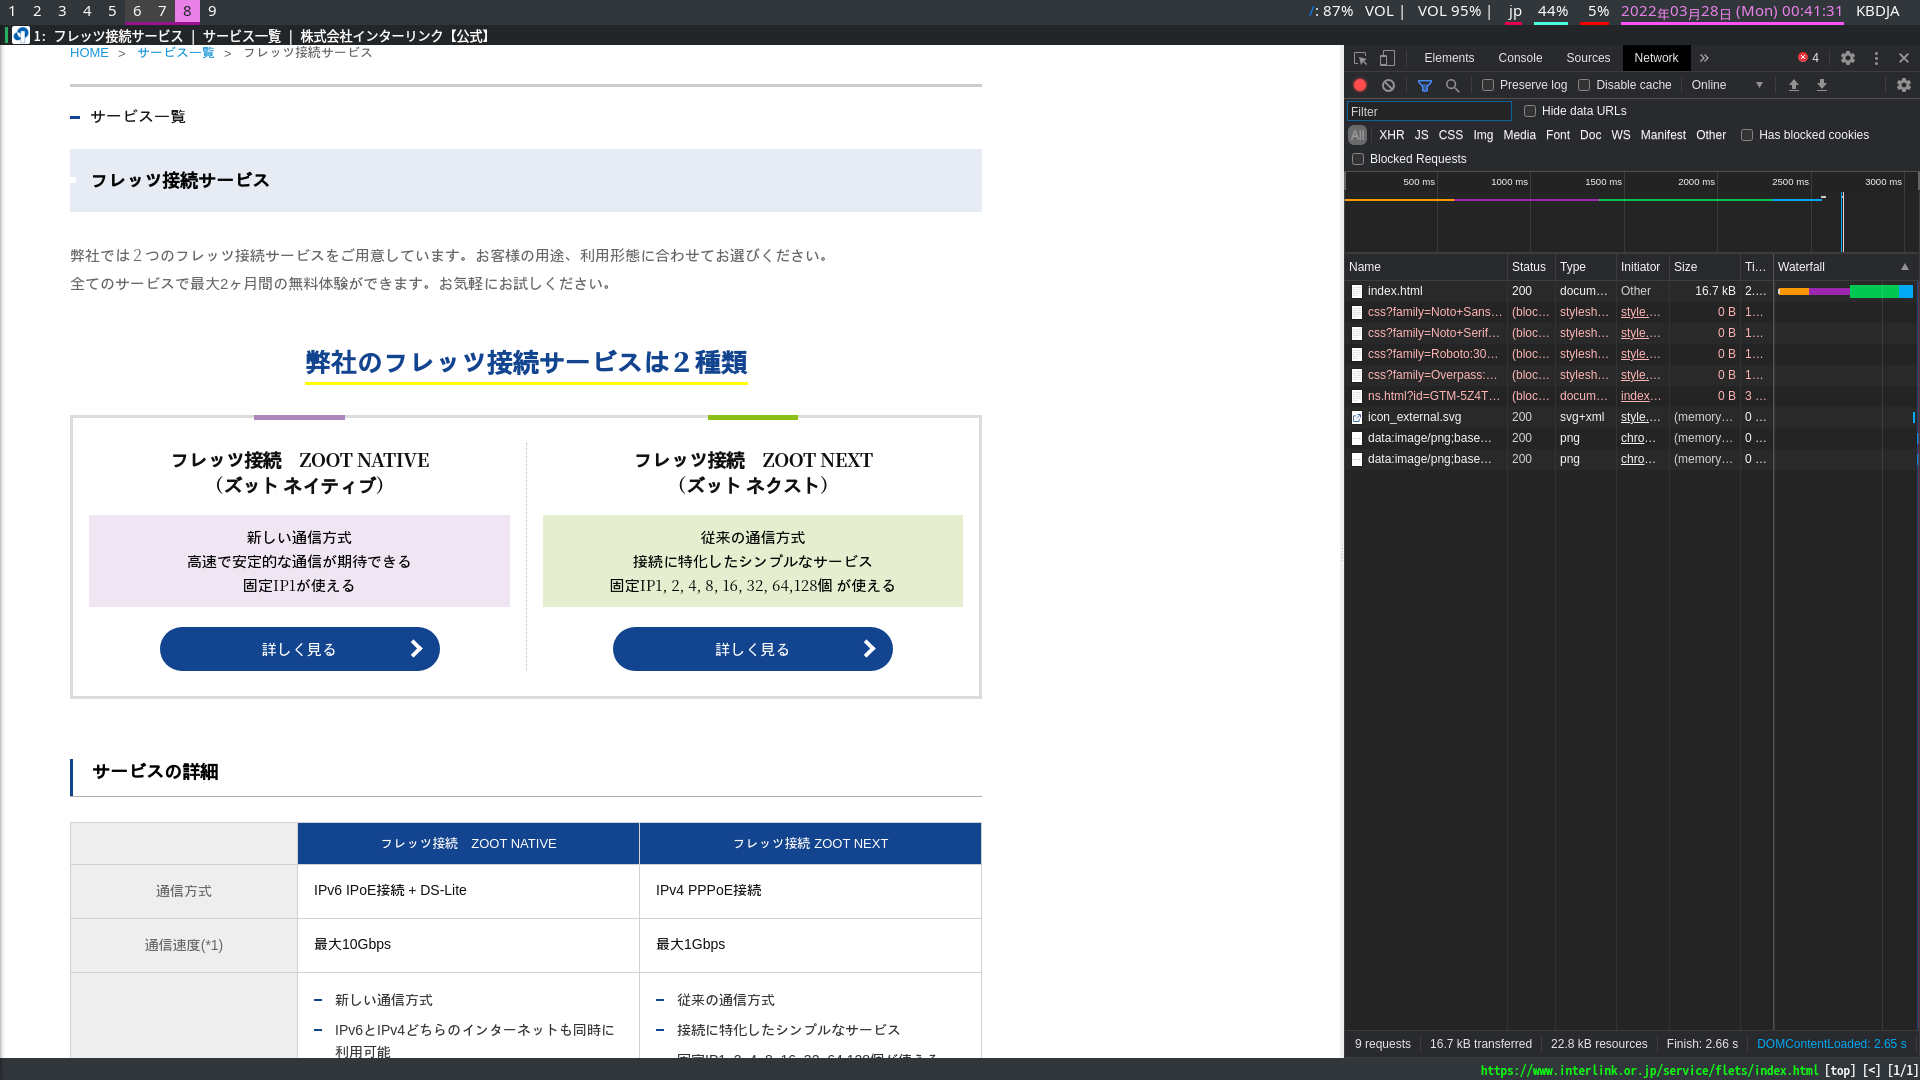 1 2 3 4 5 6 7 8 9
/: 87% VOL | VOL 95% | jp 44% 5% 2022年03月28日 (Mon) 00:41:31 KBDJA
1: フレッツ接続サービス | サービス一覧 | 株式会社インターリンク【公式】
HOME > サービス一覧 > フレッツ接続サービス
サービス一覧
フレッツ接続サービス
弊社では２つのフレッツ接続サービスをご用意しています。お客様の用途、利用形態に合わせてお選びください。
全てのサービスで最大2ヶ月間の無料体験ができます。お気軽にお試しください。
弊社のフレッツ接続サービスは２種類
フレッツ接続　ZOOT NATIVE
（ズット ネイティブ）
新しい通信方式
高速で安定的な通信が期待できる
固定IP1が使える
詳しく見る
フレッツ接続　ZOOT NEXT
（ズット ネクスト）
従来の通信方式
接続に特化したシンプルなサービス
固定IP1, 2, 4, 8, 16, 32, 64,128個 が使える
詳しく見る
サービスの詳細
フレッツ接続　ZOOT NATIVE フレッツ接続 ZOOT NEXT
通信方式 IPv6 IPoE接続 + DS-Lite IPv4 PPPoE接続
通信速度(*1) 最大10Gbps 最大1Gbps
新しい通信方式
IPv6とIPv4どちらのインターネットも同時に
利用可能
従来の通信方式
接続に特化したシンプルなサービス
固定IP1, 2, 4, 8, 16, 32, 64,128個が使える
Elements Console Sources Network » 4
Preserve log Disable cache Online
Filter Hide data URLs
All XHR JS CSS Img Media Font Doc WS Manifest Other Has blocked cookies
Blocked Requests
500 ms 1000 ms 1500 ms 2000 ms 2500 ms 3000 ms
Name Status Type Initiator Size Ti... Waterfall
index.html 200 docum... Other 16.7 kB 2....
css?family=Noto+Sans... (bloc... stylesh... style.... 0 B 1...
css?family=Noto+Serif... (bloc... stylesh... style.... 0 B 1...
css?family=Roboto:30... (bloc... stylesh... style.... 0 B 1...
css?family=Overpass:... (bloc... stylesh... style.... 0 B 1...
ns.html?id=GTM-5Z4T... (bloc... docum... index... 0 B 3 ...
icon_external.svg 200 svg+xml style.... (memory... 0 ...
data:image/png;base... 200 png chro... (memory... 0 ...
data:image/png;base... 200 png chro... (memory... 0 ...
9 requests 16.7 kB transferred 22.8 kB resources Finish: 2.66 s DOMContentLoaded: 2.65 s
https://www.interlink.or.jp/service/flets/index.html [top] [<] [1/1]